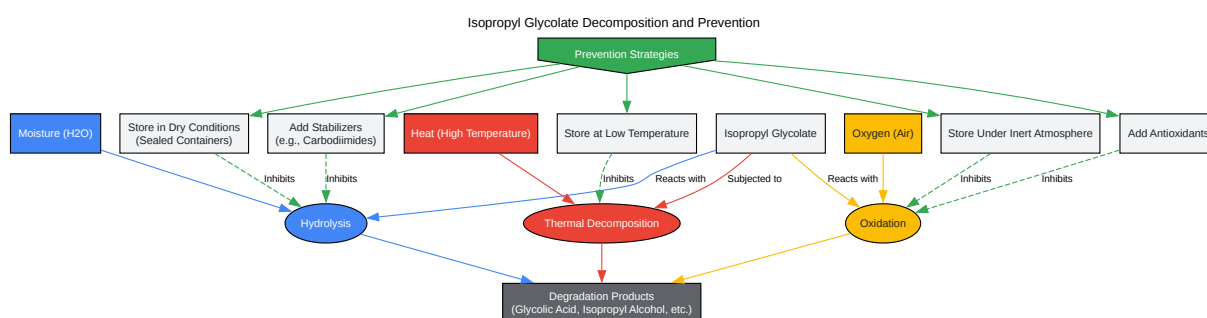 Isopropyl Glycolate Decomposition and Prevention
Prevention Strategies
Moisture (H2O)
Store in Dry Conditions
(Sealed Containers)
Add Stabilizers
(e.g., Carbodiimides)
Heat (High Temperature)
Store at Low Temperature
Isopropyl Glycolate
Oxygen (Air)
Store Under Inert Atmosphere
Add Antioxidants
Inhibits
Inhibits
Inhibits
Reacts with
Subjected to
Reacts with
Inhibits
Inhibits
Hydrolysis
Thermal Decomposition
Oxidation
Degradation Products
(Glycolic Acid, Isopropyl Alcohol, etc.)